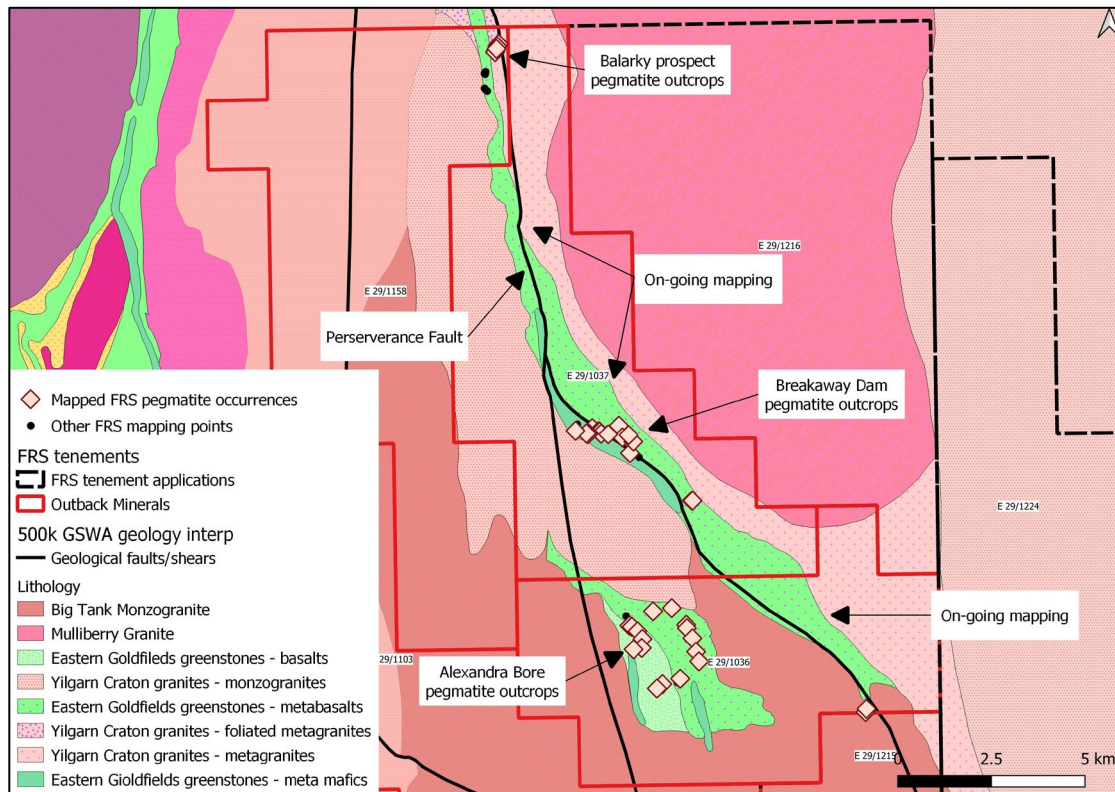 Balarky prospect
pegmatite outcrops
E 29/1216
On-going mapping
E 29/1158
Perserverance Fault
E 29/1037
Breakaway Dam
pegmatite outcrops
Mapped FRS pegmatite occurrences
Other FRS mapping points
FRS tenements
FRS tenement applications
Outback Minerals
500k GSWA geology interp
Geological faults/shears
Lithology
Big Tank Monzogranite
Mulliberry Granite
Eastern Goldfileds greenstones - basalts
Yilgarn Craton granites - monzogranites
Eastern Goldfields greenstones - metabasalts
Yilgarn Craton granites - foliated metagranites
Yilgarn Craton granites - metagranites
Eastern Gioldfields greenstones - meta mafics
E 29/1224
On-going mapping
29/1103
Alexandra Bore
pegmatite outcrops
E 29/1036
E 29/1215
0 2.5 5 km